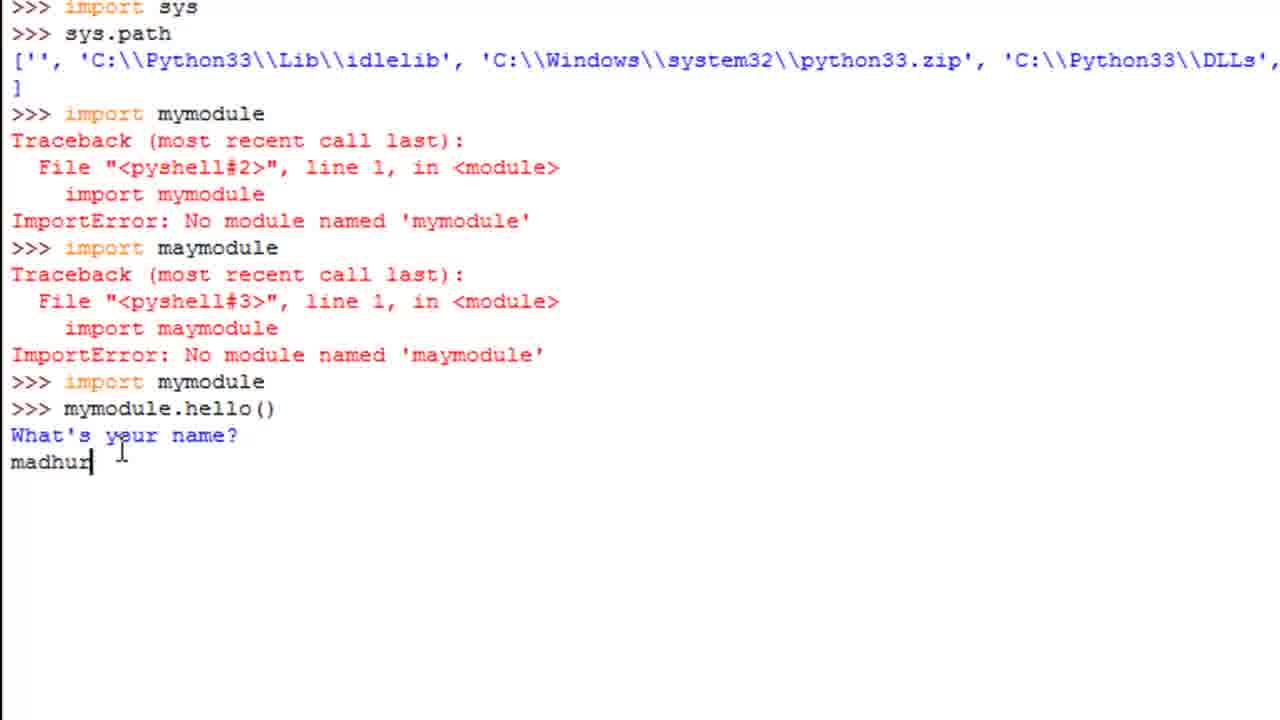 >>> import sys
>>> sys.path
['', 'C:\\Python33\\Lib\\idlelib', 'C:\\Windows\\system32\\python33.zip', 'C:\\Python33\\DLLs',
]
>>> import mymodule
Traceback (most recent call last):
  File "<pyshell#2>", line 1, in <module>
    import mymodule
ImportError: No module named 'mymodule'
>>> import maymodule
Traceback (most recent call last):
  File "<pyshell#3>", line 1, in <module>
    import maymodule
ImportError: No module named 'maymodule'
>>> import mymodule
>>> mymodule.hello()
What's your name?
madhur